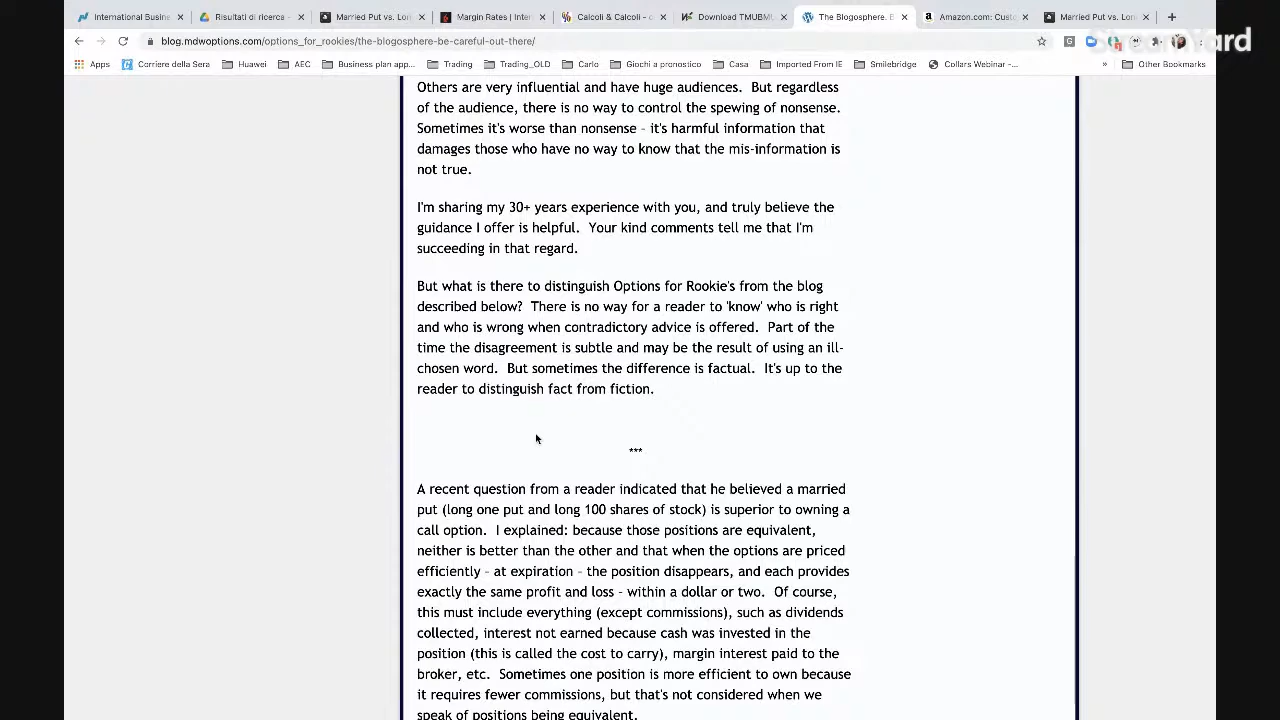 International Busine
Risultati di ricerca -
Married Put vs. Lon
Margin Rates | Inter
Calcoli & Calcoli - c
Download TMUBMU
The Blogosphere. B
Amazon.com: Custo
Married Put vs. Lon
blog.mdwoptions.com/options_for_rookies/the-blogosphere-be-careful-out-there/
Apps
Corriere della Sera
Huawei
AEC
Business plan app...
Trading
Trading_OLD
Carlo
Giochi a pronostico
Casa
Imported From IE
Smilebridge
Collars Webinar -...
»
Other Bookmarks
Others are very influential and have huge audiences.  But regardless
of the audience, there is no way to control the spewing of nonsense.
Sometimes it's worse than nonsense - it's harmful information that
damages those who have no way to know that the mis-information is
not true.
I'm sharing my 30+ years experience with you, and truly believe the
guidance I offer is helpful.  Your kind comments tell me that I'm
succeeding in that regard.
But what is there to distinguish Options for Rookie's from the blog
described below?  There is no way for a reader to 'know' who is right
and who is wrong when contradictory advice is offered.  Part of the
time the disagreement is subtle and may be the result of using an ill-
chosen word.  But sometimes the difference is factual.  It's up to the
reader to distinguish fact from fiction.
***
A recent question from a reader indicated that he believed a married
put (long one put and long 100 shares of stock) is superior to owning a
call option.  I explained: because those positions are equivalent,
neither is better than the other and that when the options are priced
efficiently - at expiration - the position disappears, and each provides
exactly the same profit and loss - within a dollar or two.  Of course,
this must include everything (except commissions), such as dividends
collected, interest not earned because cash was invested in the
position (this is called the cost to carry), margin interest paid to the
broker, etc.  Sometimes one position is more efficient to own because
it requires fewer commissions, but that's not considered when we
speak of positions being equivalent.